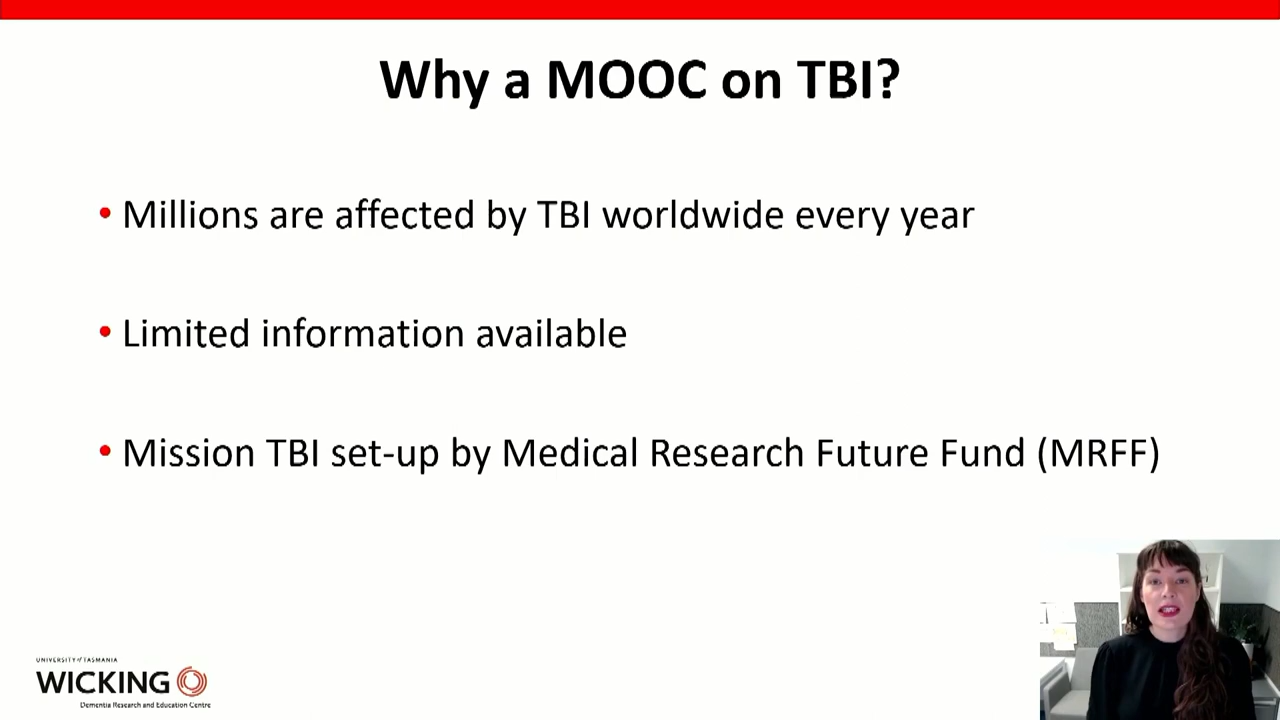 Why a MOOC on TBI?
• Millions are affected by TBI worldwide every year
• Limited information available
• Mission TBI set-up by Medical Research Future Fund (MRFF)
UNIVERSITY of TASMANIA
WICKING
Dementia Research and Education Centre